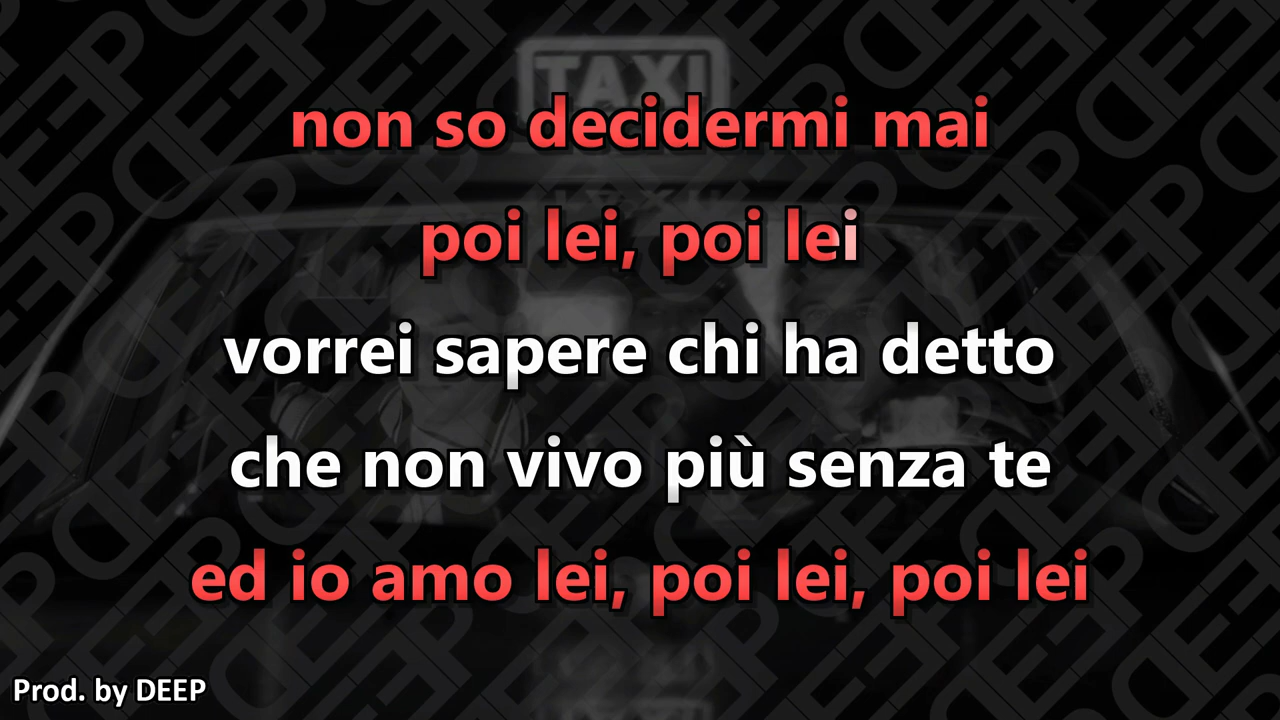 TAXI
non so decidermi mai
poi lei, poi lei
vorrei sapere chi ha detto
che non vivo più senza te
ed io amo lei, poi lei, poi lei
Prod. by DEEP